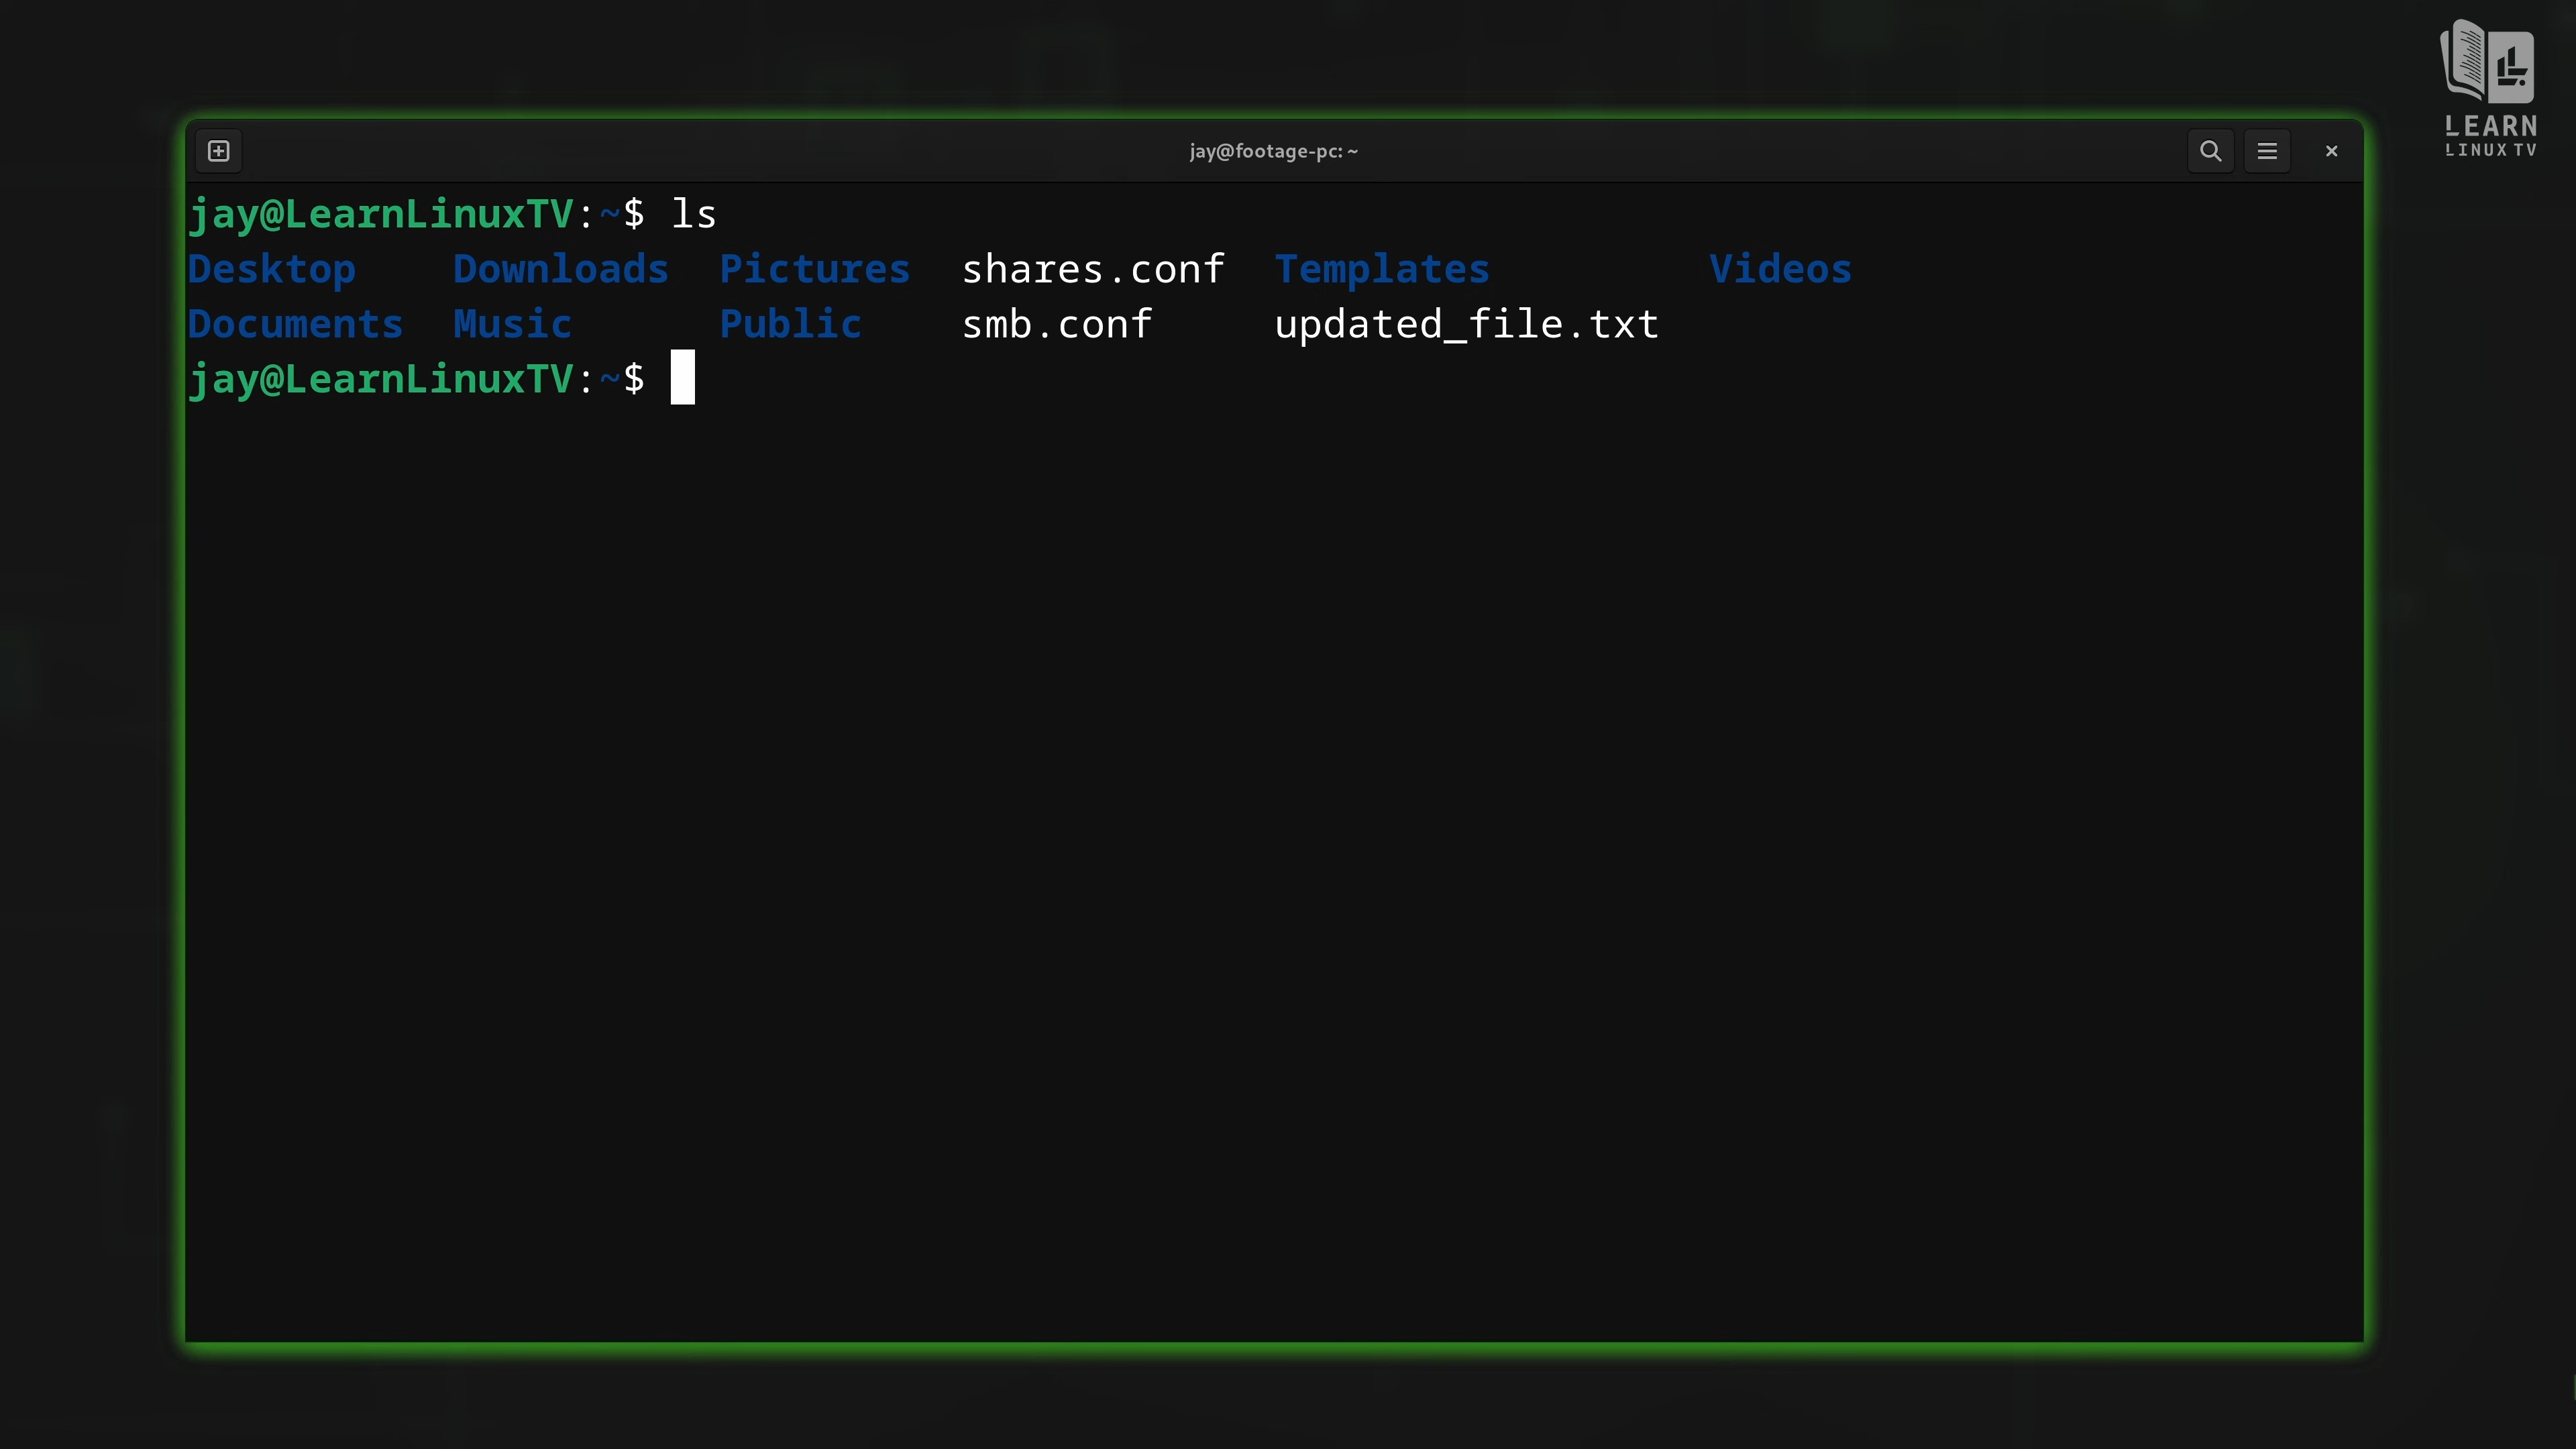 LEARN
LINUX TV
jay@footage-pc: ~
jay@LearnLinuxTV:~$ ls
Desktop Downloads Pictures shares.conf Templates Videos
Documents Music Public smb.conf updated_file.txt
jay@LearnLinuxTV:~$